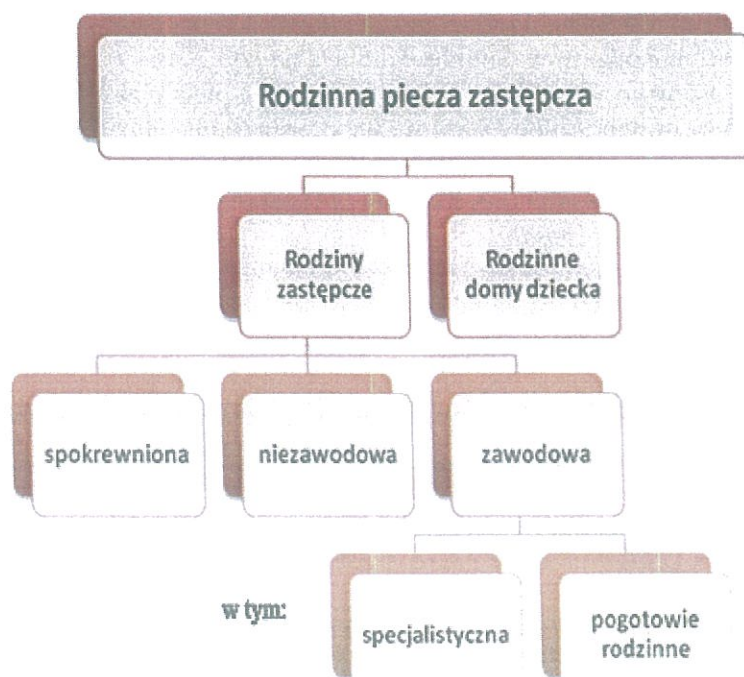 Rodzinna piecza zastępcza
Rodziny
zastępcze
Rodzinne
domy dziecka
spokrewniona
niezawodowa
zawodowa
w tym:
specjalistyczna
pogotowie
rodzinne